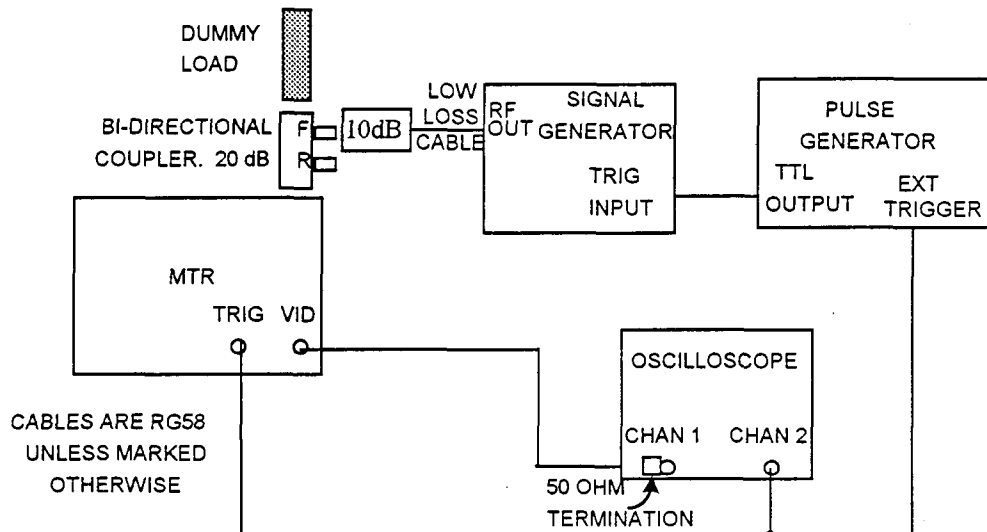 DUMMY
LOAD
BI-DIRECTIONAL
COUPLER. 20 dB
F
R
10dB
LOW
LOSS
CABLE
RF
OUT
SIGNAL
GENERATOR
TRIG
INPUT
PULSE
GENERATOR
TTL
OUTPUT
EXT
TRIGGER
MTR
TRIG
VID
OSCILLOSCOPE
CHAN 1
CHAN 2
CABLES ARE RG58
UNLESS MARKED
OTHERWISE
50 OHM
TERMINATION